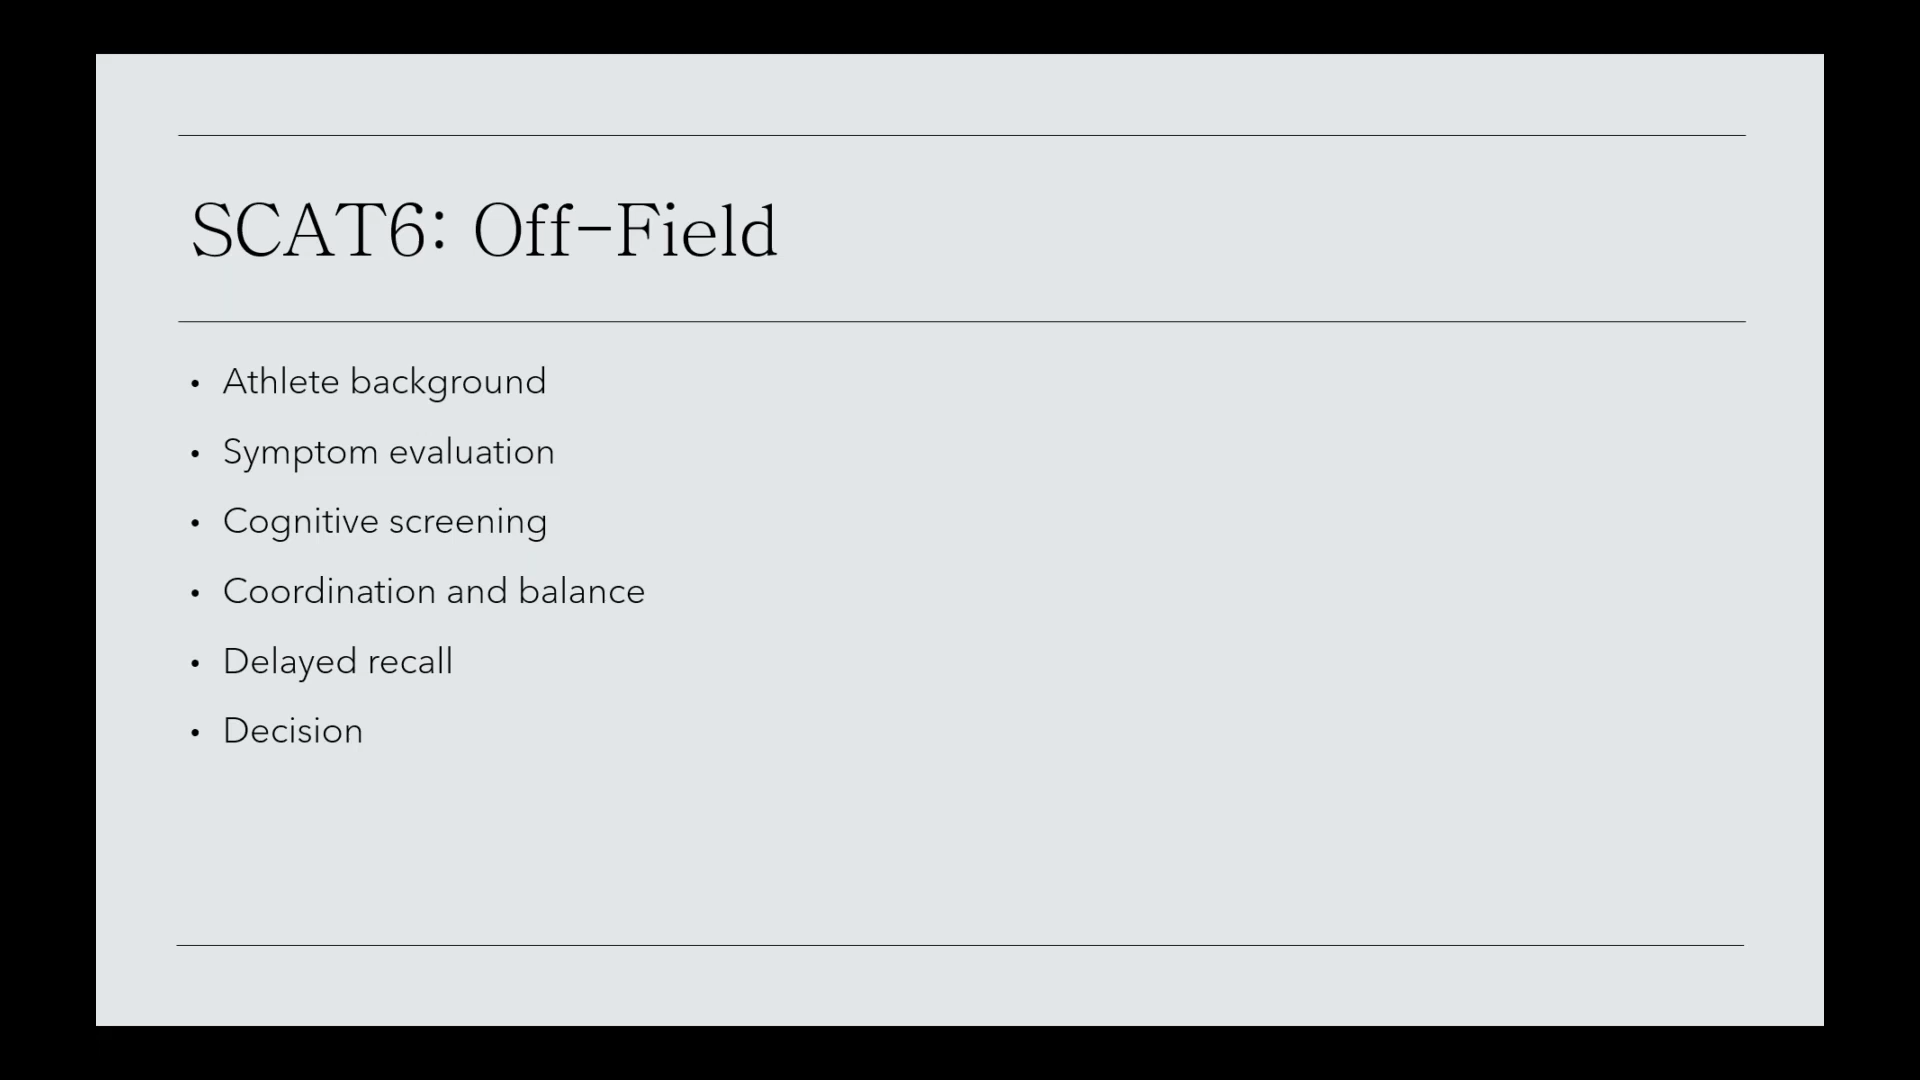 SCAT6: Off-Field
• Athlete background
• Symptom evaluation
• Cognitive screening
• Coordination and balance
• Delayed recall
• Decision